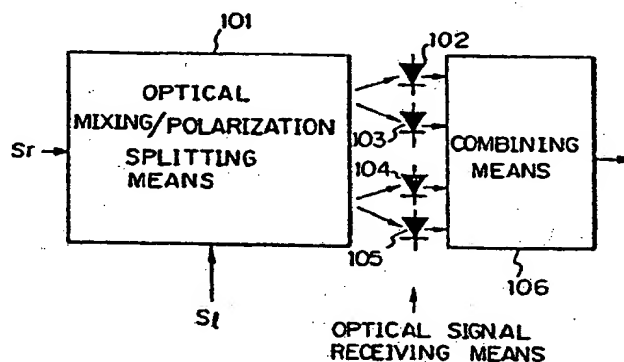 101
OPTICAL
MIXING/POLARIZATION
SPLITTING
MEANS
Sr
Sℓ
102
103
104
105
COMBINING
MEANS
106
OPTICAL SIGNAL
RECEIVING MEANS